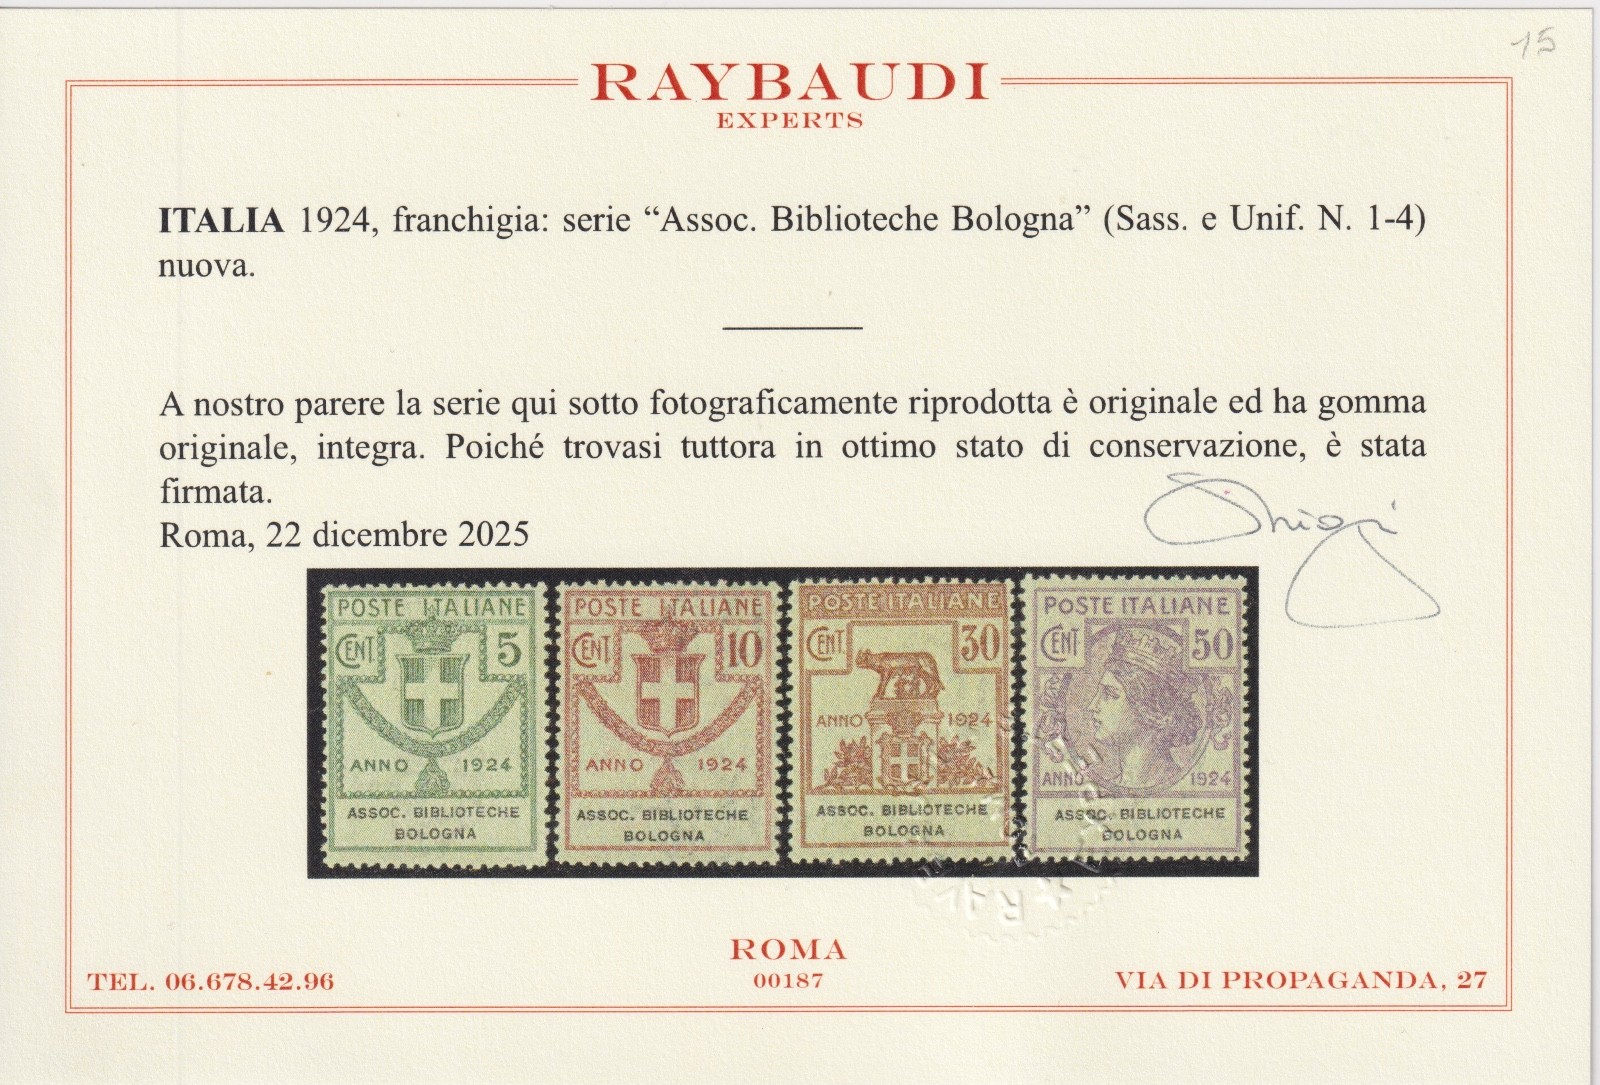 15
RAYBAUDI
EXPERTS
ITALIA 1924, franchigia: serie “Assoc. Biblioteche Bologna” (Sass. e Unif. N. 1-4)
nuova.
A nostro parere la serie qui sotto fotograficamente riprodotta è originale ed ha gomma
originale, integra. Poiché trovasi tuttora in ottimo stato di conservazione, è stata
firmata.
Roma, 22 dicembre 2025
POSTE ITALIANE
CENT. 5
ANNO 1924
ASSOC. BIBLIOTECHE
BOLOGNA
POSTE ITALIANE
CENT. 10
ANNO 1924
ASSOC. BIBLIOTECHE
BOLOGNA
POSTE ITALIANE
CENT. 30
ANNO 1924
ASSOC. BIBLIOTECHE
BOLOGNA
POSTE ITALIANE
CENT. 50
ANNO 1924
ASSOC. BIBLIOTECHE
BOLOGNA
ROMA
00187
TEL. 06.678.42.96
VIA DI PROPAGANDA, 27